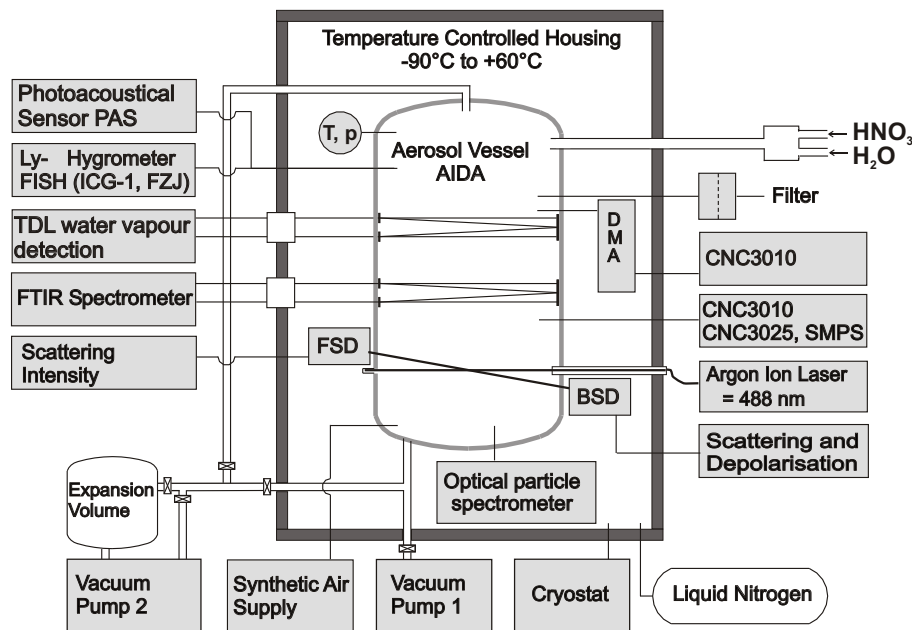 Temperature Controlled Housing
-90°C to +60°C
Photoacoustical
Sensor PAS
T, p
Aerosol Vessel
AIDA
HNO3
H2O
Ly- Hygrometer
FISH (ICG-1, FZJ)
Filter
TDL water vapour
detection
D
M
A
CNC3010
FTIR Spectrometer
CNC3010
CNC3025, SMPS
Scattering
Intensity
FSD
BSD
Argon Ion Laser
= 488 nm
Scattering and
Depolarisation
Expansion
Volume
Optical particle
spectrometer
Vacuum
Pump 2
Synthetic Air
Supply
Vacuum
Pump 1
Cryostat
Liquid Nitrogen